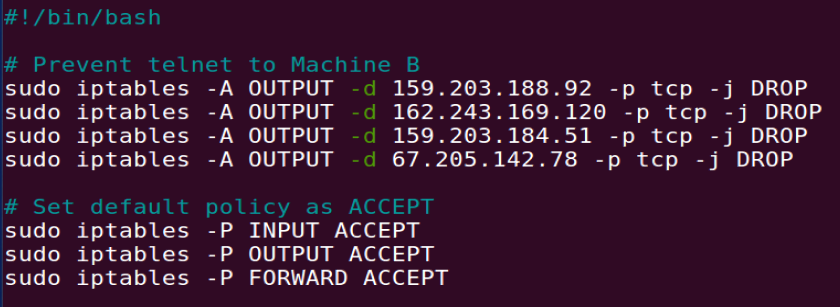 #!/bin/bash
# Prevent telnet to Machine B
sudo iptables -A OUTPUT -d 159.203.188.92 -p tcp -j DROP
sudo iptables -A OUTPUT -d 162.243.169.120 -p tcp -j DROP
sudo iptables -A OUTPUT -d 159.203.184.51 -p tcp -j DROP
sudo iptables -A OUTPUT -d 67.205.142.78 -p tcp -j DROP
# Set default policy as ACCEPT
sudo iptables -P INPUT ACCEPT
sudo iptables -P OUTPUT ACCEPT
sudo iptables -P FORWARD ACCEPT